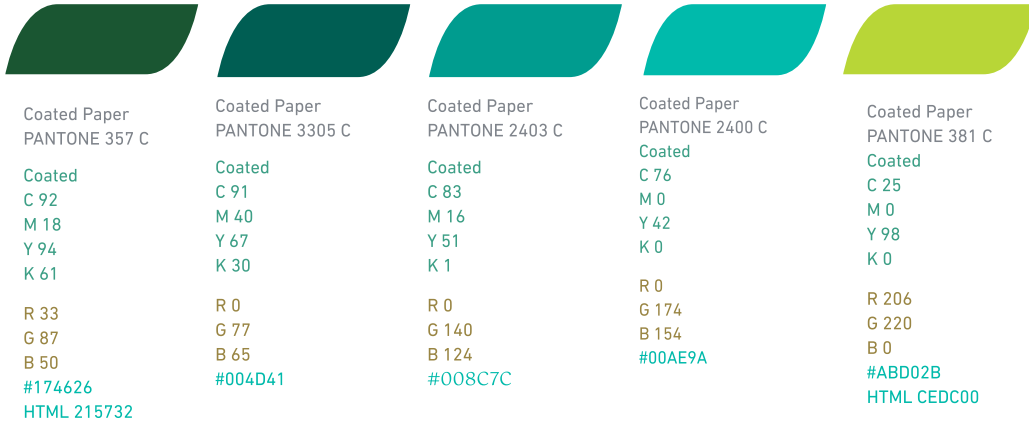 Coated Paper
PANTONE 357 C
Coated
C 92
M 18
Y 94
K 61
R 33
G 87
B 50
#174626
HTML 215732
Coated Paper
PANTONE 3305 C
Coated
C 91
M 40
Y 67
K 30
R 0
G 77
B 65
#004D41
Coated Paper
PANTONE 2403 C
Coated
C 83
M 16
Y 51
K 1
R 0
G 140
B 124
#008C7C
Coated Paper
PANTONE 2400 C
Coated
C 76
M 0
Y 42
K 0
R 0
G 174
B 154
#00AE9A
Coated Paper
PANTONE 381 C
Coated
C 25
M 0
Y 98
K 0
R 206
G 220
B 0
#ABD02B
HTML CEDC00